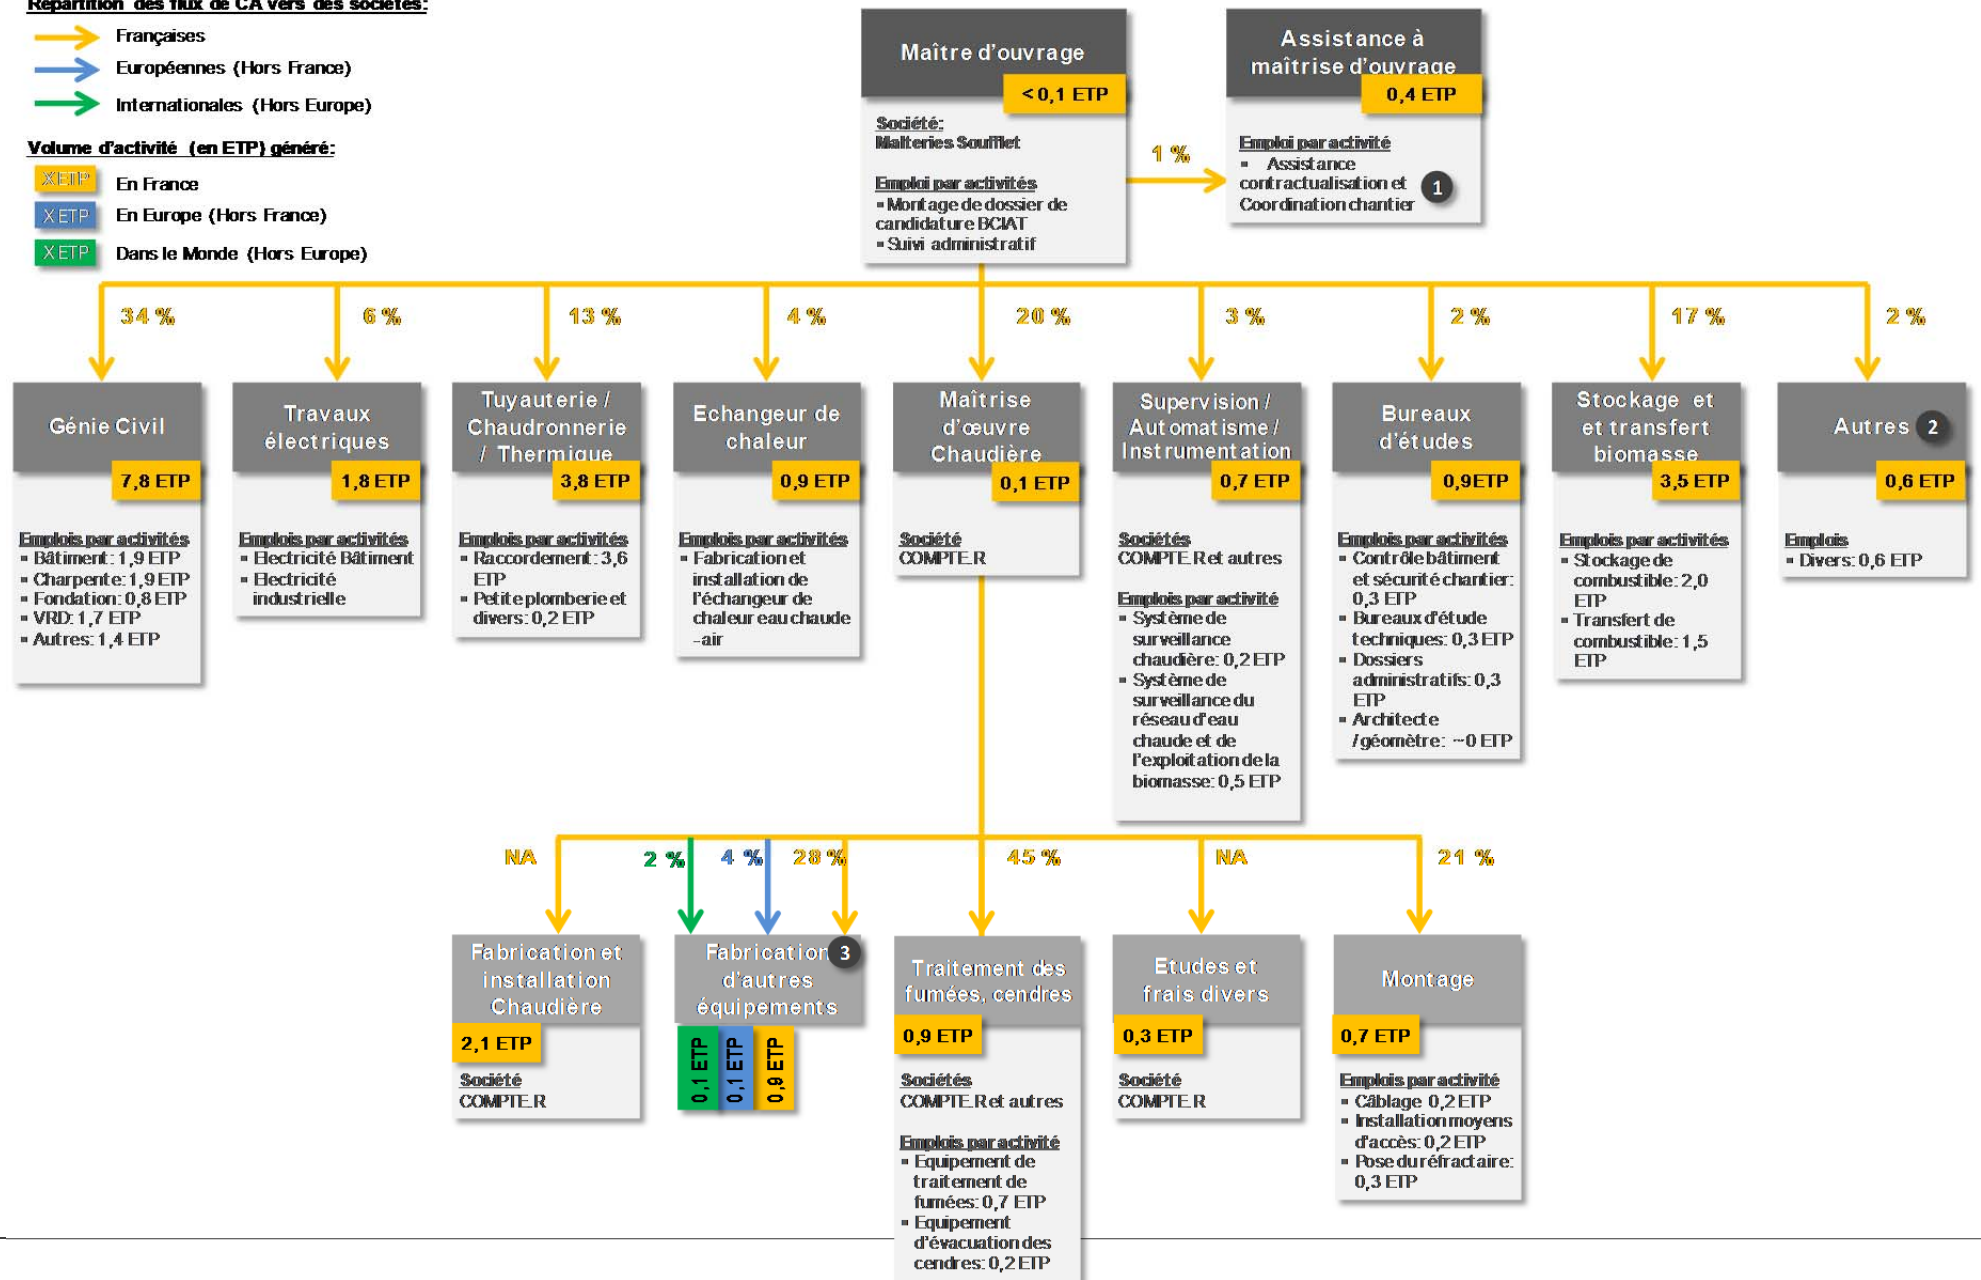 Répartition des flux de CA vers des sociétés:
Françaises
Européennes (Hors France)
Internationales (Hors Europe)
Volume d'activité (en ETP) généré:
X ETP En France
X ETP En Europe (Hors France)
X ETP Dans le Monde (Hors Europe)
Maître d'ouvrage
< 0,1 ETP
Société:
Malteries Soufflet
Emploi par activités
▪ Montage de dossier de
candidature BCIAT
▪ Suivi administratif
1 %
Assistance à
maîtrise d'ouvrage
0,4 ETP
Emploi par activité
▪ Assistance
contractualisation et
Coordination chantier
1
34 %
6 %
13 %
4 %
20 %
3 %
2 %
17 %
2 %
Génie Civil
7,8 ETP
Emplois par activités
▪ Bâtiment: 1,9 ETP
▪ Charpente: 1,9 ETP
▪ Fondation: 0,8 ETP
▪ VRD: 1,7 ETP
▪ Autres: 1,4 ETP
Travaux
électriques
1,8 ETP
Emplois par activités
▪ Electricité Bâtiment
▪ Electricité
industrielle
Tuyauterie /
Chaudronnerie
/ Thermique
3,8 ETP
Emplois par activités
▪ Raccordement: 3,6
ETP
▪ Petite plomberie et
divers: 0,2 ETP
Echangeur de
chaleur
0,9 ETP
Emplois par activités
▪ Fabrication et
installation de
l'échangeur de
chaleur eau chaude
-air
Maîtrise
d'œuvre
Chaudière
0,1 ETP
Société
COMPTE.R
Supervision /
Automatisme /
Instrumentation
0,7 ETP
Sociétés
COMPTE.R et autres
Emplois par activité
▪ Système de
surveillance
chaudière: 0,2 ETP
▪ Système de
surveillance du
réseau d'eau
chaude et de
l'exploitation de la
biomasse: 0,5 ETP
Bureaux
d'études
0,9ETP
Emplois par activités
▪ Contrôle bâtiment
et sécurité chantier:
0,3 ETP
▪ Bureaux d'étude
techniques: 0,3 ETP
▪ Dossiers
administratifs: 0,3
ETP
▪ Architecte
/géomètre: ~0 ETP
Stockage et
et transfert
biomasse
3,5 ETP
Emplois par activités
▪ Stockage de
combustible: 2,0
ETP
▪ Transfert de
combustible: 1,5
ETP
Autres 2
0,6 ETP
Emplois
▪ Divers: 0,6 ETP
NA
2 %
4 %
28 %
45 %
NA
21 %
Fabrication et
installation
Chaudière
2,1 ETP
Société
COMPTE.R
Fabrication 3
d'autres
équipements
0,1 ETP
0,1 ETP
0,9 ETP
Traitement des
fumées, cendres
0,9 ETP
Sociétés
COMPTE.R et autres
Emplois par activité
▪ Equipement de
traitement de
fumées: 0,7 ETP
▪ Equipement
d'évacuation des
cendres: 0,2 ETP
Etudes et
frais divers
0,3 ETP
Société
COMPTE.R
Montage
0,7 ETP
Emplois par activité
▪ Câblage 0,2 ETP
▪ Installation moyens
d'accès: 0,2 ETP
▪ Pose du réfractaire:
0,3 ETP